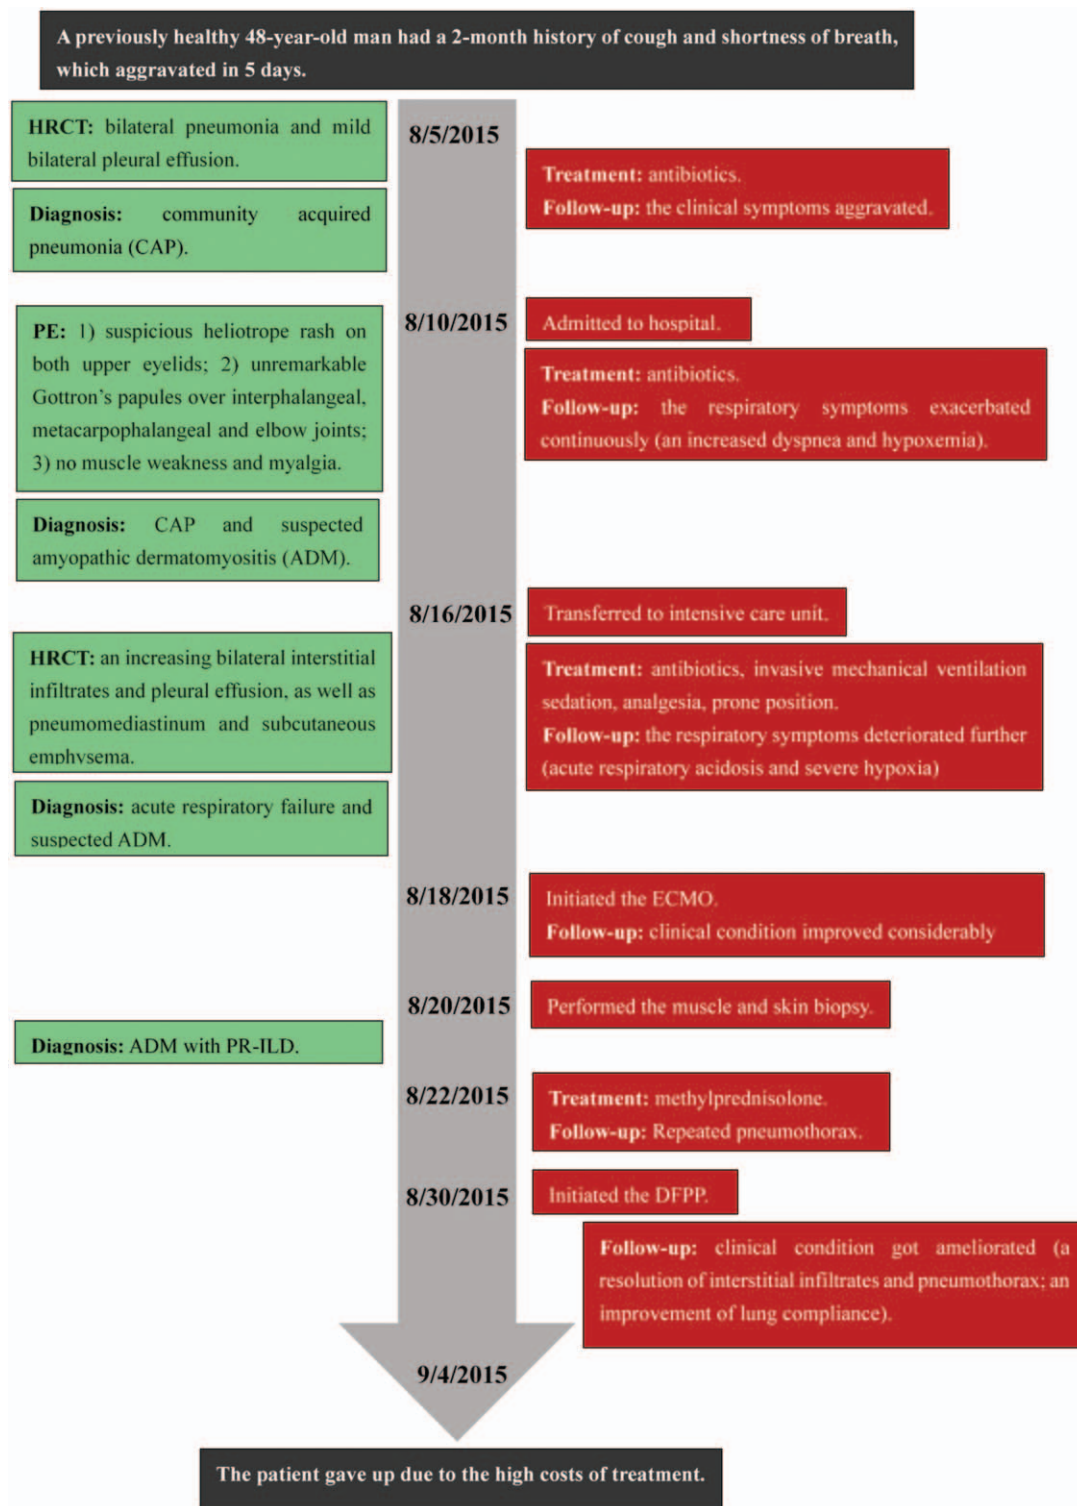 A previously healthy 48-year-old man had a 2-month history of cough and shortness of breath,
which aggravated in 5 days.
8/5/2015
HRCT: bilateral pneumonia and mild
bilateral pleural effusion.
Diagnosis: community acquired
pneumonia (CAP).
Treatment: antibiotics.
Follow-up: the clinical symptoms aggravated.
8/10/2015
PE: 1) suspicious heliotrope rash on
both upper eyelids; 2) unremarkable
Gottron's papules over interphalangeal,
metacarpophalangeal and elbow joints;
3) no muscle weakness and myalgia.
Diagnosis: CAP and suspected
amyopathic dermatomyositis (ADM).
Admitted to hospital.
Treatment: antibiotics.
Follow-up: the respiratory symptoms exacerbated
continuously (an increased dyspnea and hypoxemia).
8/16/2015
HRCT: an increasing bilateral interstitial
infiltrates and pleural effusion, as well as
pneumomediastinum and subcutaneous
emphysema.
Diagnosis: acute respiratory failure and
suspected ADM.
Transferred to intensive care unit.
Treatment: antibiotics, invasive mechanical ventilation
sedation, analgesia, prone position.
Follow-up: the respiratory symptoms deteriorated further
(acute respiratory acidosis and severe hypoxia)
8/18/2015
Initiated the ECMO.
Follow-up: clinical condition improved considerably
8/20/2015
Performed the muscle and skin biopsy.
Diagnosis: ADM with PR-ILD.
8/22/2015
Treatment: methylprednisolone.
Follow-up: Repeated pneumothorax.
8/30/2015
Initiated the DFPP.
Follow-up: clinical condition got ameliorated (a
resolution of interstitial infiltrates and pneumothorax; an
improvement of lung compliance).
9/4/2015
The patient gave up due to the high costs of treatment.